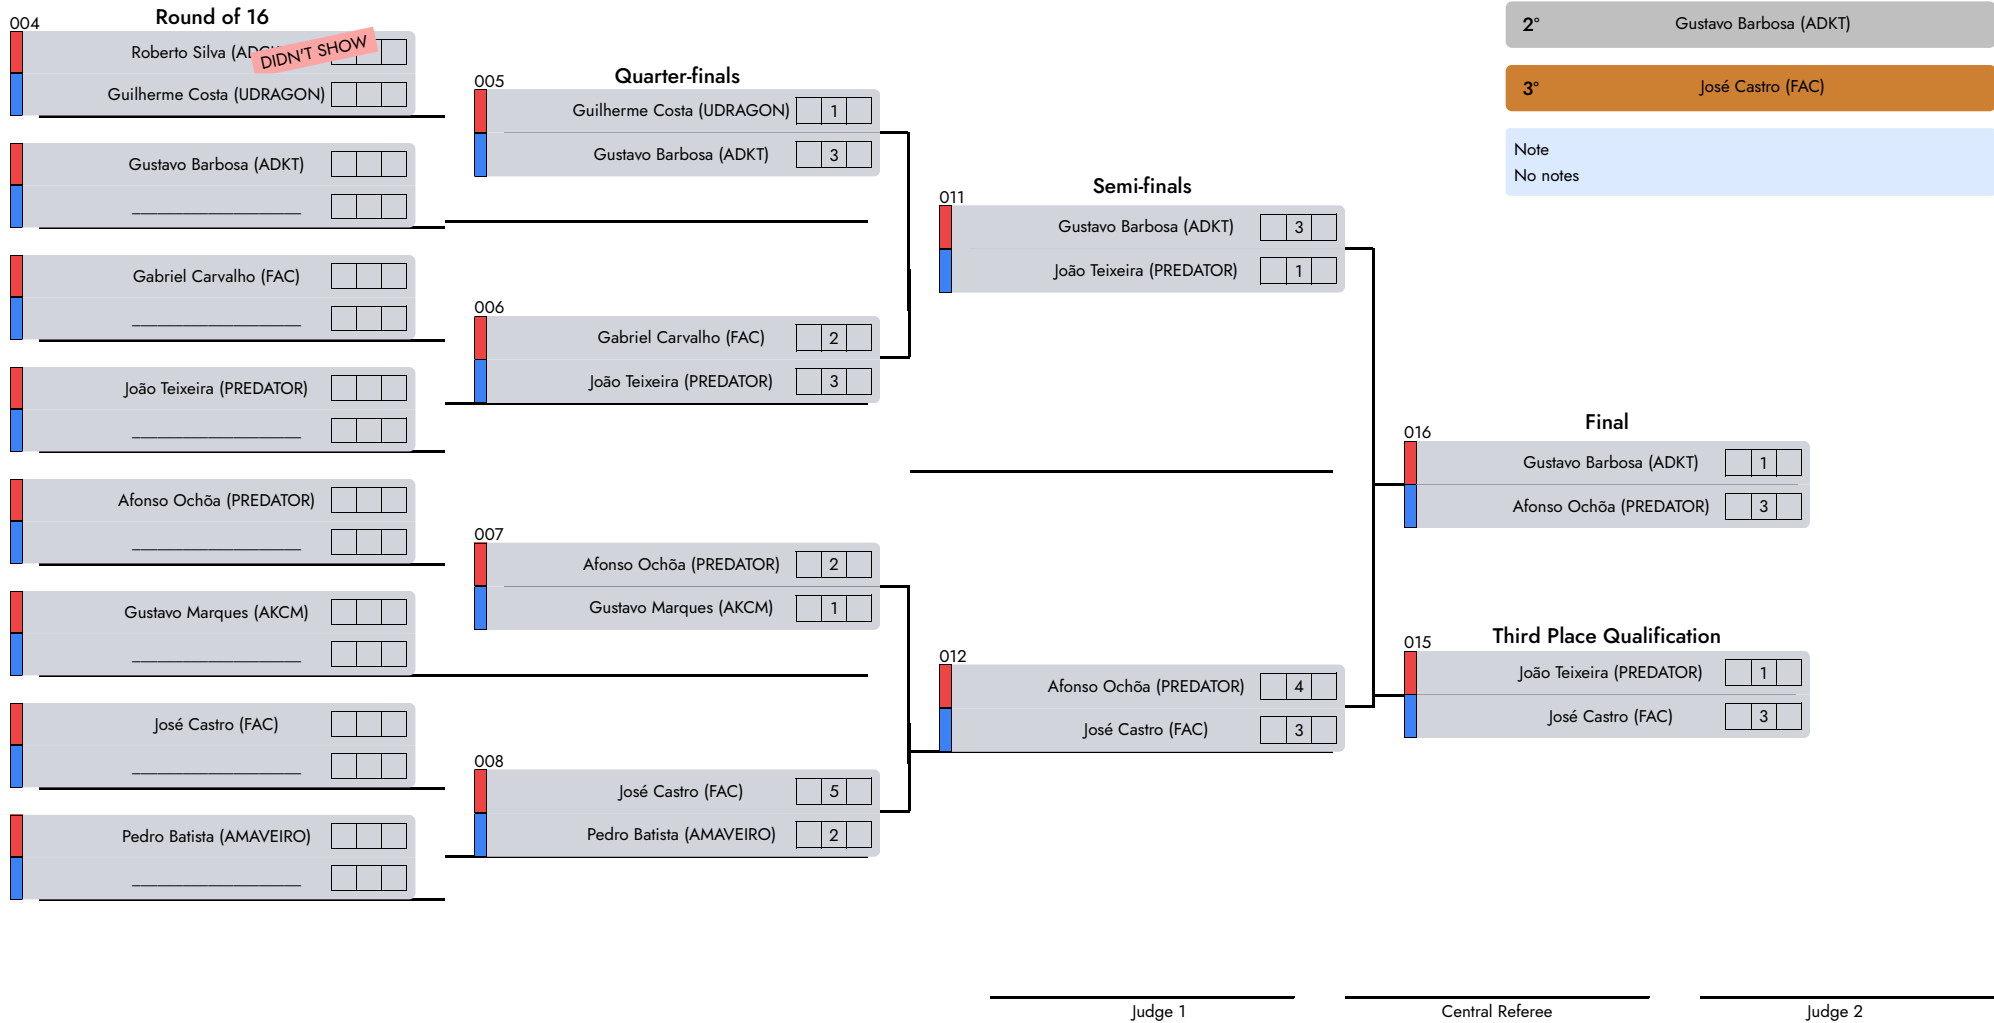 Round of 16
004
Roberto Silva
DIDN'T SHOW
Guilherme Costa (UDRAGON)
Gustavo Barbosa (ADKT)
Gabriel Carvalho (FAC)
João Teixeira (PREDATOR)
Afonso Ochõa (PREDATOR)
Gustavo Marques (AKCM)
José Castro (FAC)
Pedro Batista (AMAVEIRO)
Quarter-finals
005
Guilherme Costa (UDRAGON) 1
Gustavo Barbosa (ADKT) 3
006
Gabriel Carvalho (FAC) 2
João Teixeira (PREDATOR) 3
007
Afonso Ochõa (PREDATOR) 2
Gustavo Marques (AKCM) 1
008
José Castro (FAC) 5
Pedro Batista (AMAVEIRO) 2
Semi-finals
011
Gustavo Barbosa (ADKT) 3
João Teixeira (PREDATOR) 1
012
Afonso Ochõa (PREDATOR) 4
José Castro (FAC) 3
Final
016
Gustavo Barbosa (ADKT) 1
Afonso Ochõa (PREDATOR) 3
Third Place Qualification
015
João Teixeira (PREDATOR) 1
José Castro (FAC) 3
2° Gustavo Barbosa (ADKT)
3° José Castro (FAC)
Note
No notes
Judge 1
Central Referee
Judge 2